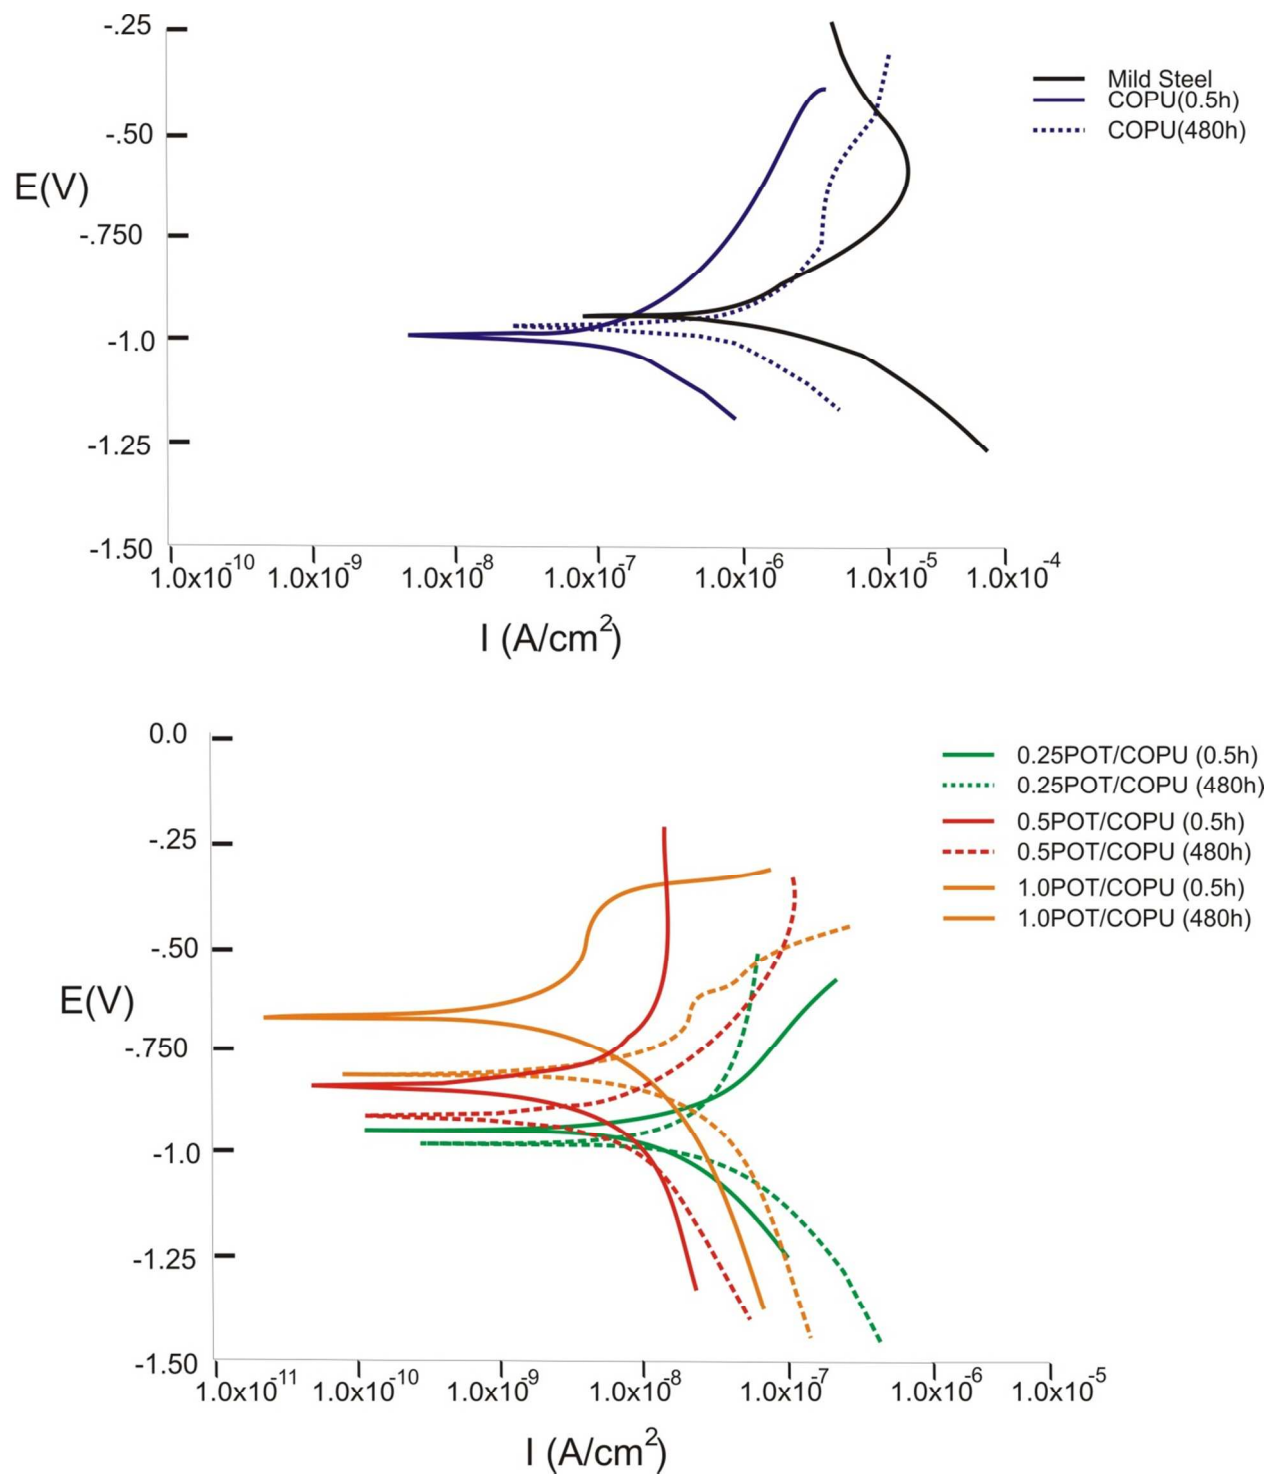 -.25
-.50
E(V)
-.750
-1.0
-1.25
-1.50
1.0x10-10 1.0x10-9 1.0x10-8 1.0x10-7 1.0x10-6 1.0x10-5 1.0x10-4
I (A/cm2)
Mild Steel
COPU(0.5h)
COPU(480h)
0.0
-.25
-.50
E(V)
-.750
-1.0
-1.25
-1.50
1.0x10-11 1.0x10-10 1.0x10-9 1.0x10-8 1.0x10-7 1.0x10-6 1.0x10-5
I (A/cm2)
0.25POT/COPU (0.5h)
0.25POT/COPU (480h)
0.5POT/COPU (0.5h)
0.5POT/COPU (480h)
1.0POT/COPU (0.5h)
1.0POT/COPU (480h)